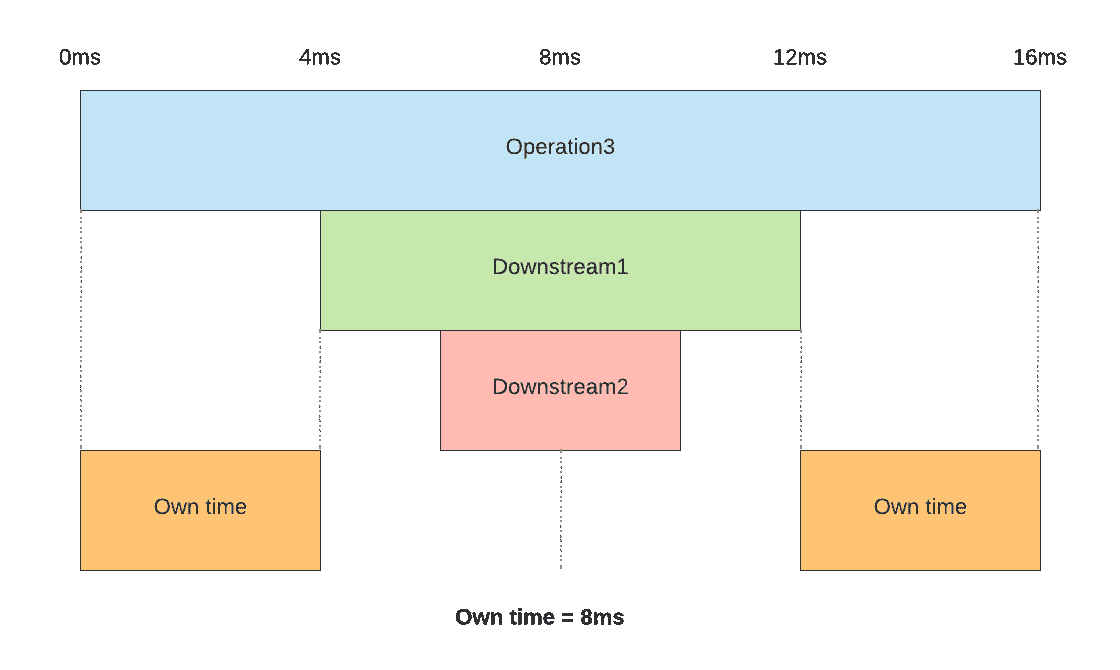 0ms 4ms 8ms 12ms 16ms
Operation3
Downstream1
Downstream2
Own time Own time
Own time = 8ms